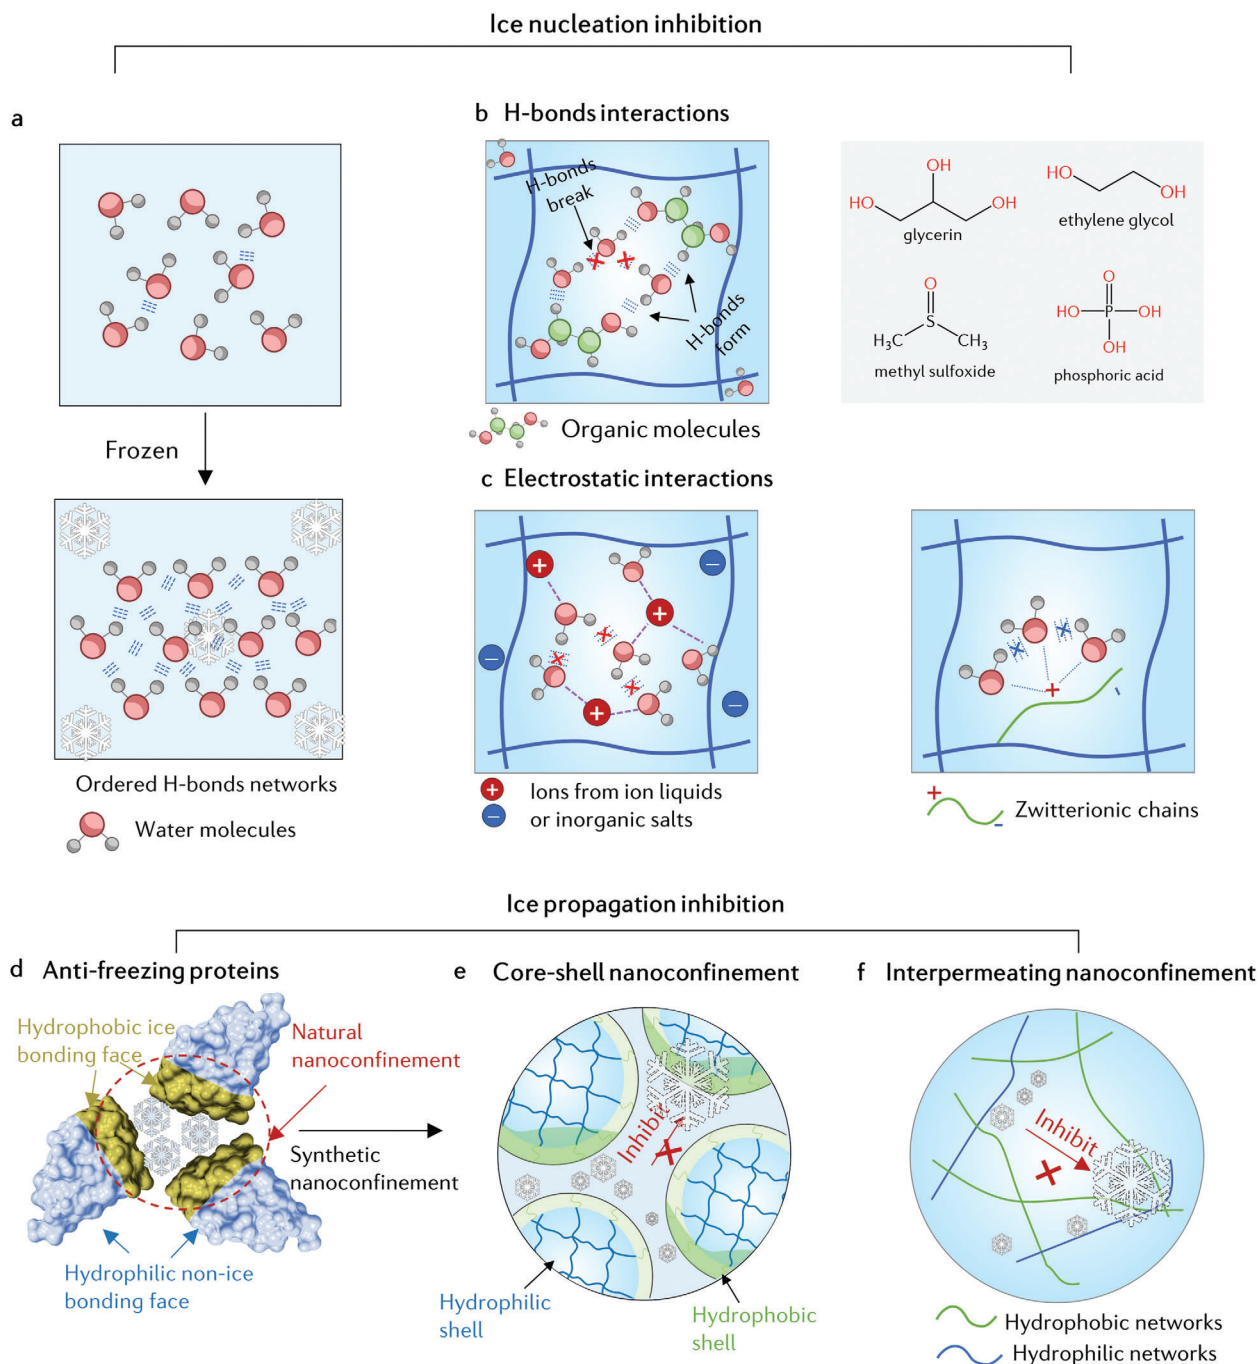 Ice nucleation inhibition
a
b H-bonds interactions
H-bonds
break
H-bonds
form
Organic molecules
OH
HO
OH
glycerin
HO
OH
ethylene glycol
O
S
H₃C
CH₃
methyl sulfoxide
O
HO
P
OH
OH
phosphoric acid
Frozen
Ordered H-bonds networks
Water molecules
c Electrostatic interactions
+
−
+
−
+
−
+ Ions from ion liquids
− or inorganic salts
+
-
+
-
Zwitterionic chains
Ice propagation inhibition
d Anti-freezing proteins
Hydrophobic ice
bonding face
Natural
nanoconfinement
Synthetic
nanoconfinement
Hydrophilic non-ice
bonding face
e Core-shell nanoconfinement
Inhibit
Hydrophilic
shell
Hydrophobic
shell
f Interpermeating nanoconfinement
Inhibit
Hydrophobic networks
Hydrophilic networks